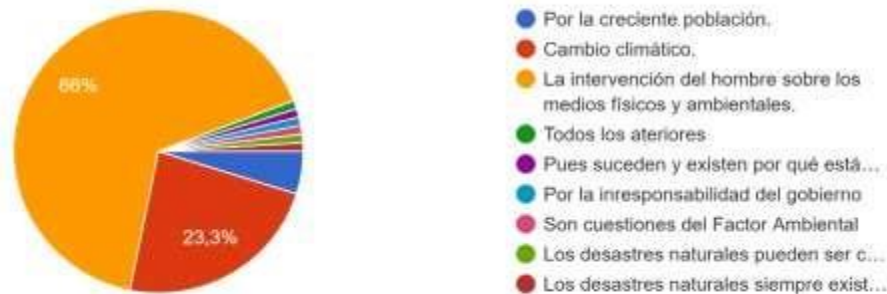 66%
23,3%
Por la creciente población.
Cambio climático.
La intervención del hombre sobre los
medios físicos y ambientales.
Todos los ateriores
Pues suceden y existen por qué está...
Por la inresponsabilidad del gobierno
Son cuestiones del Factor Ambiental
Los desastres naturales pueden ser c...
Los desastres naturales siempre exist...